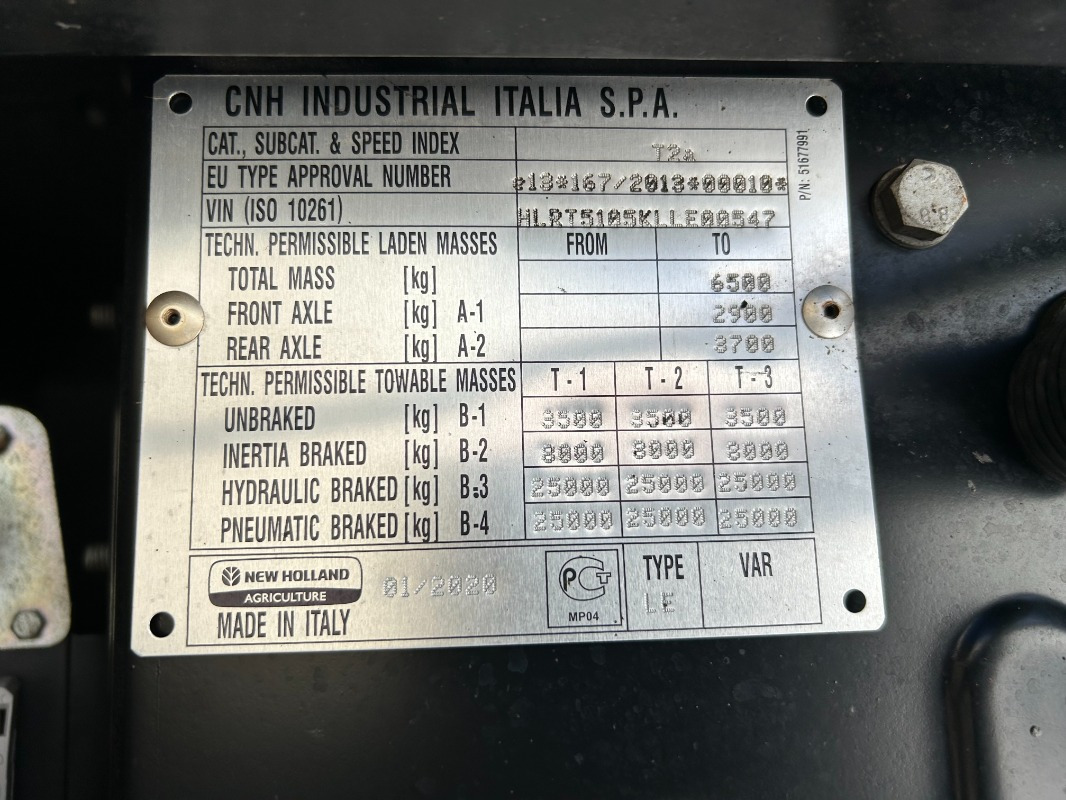 CNH INDUSTRIAL ITALIA S.P.A.
CAT., SUBCAT. & SPEED INDEX T2a
EU TYPE APPROVAL NUMBER e13*167/2013*00010*
VIN (ISO 10261) HLRT5105KLLE00547
TECHN. PERMISSIBLE LADEN MASSES FROM TO
TOTAL MASS [kg] 6500
FRONT AXLE [kg] A-1 2900
REAR AXLE [kg] A-2 3700
TECHN. PERMISSIBLE TOWABLE MASSES T-1 T-2 T-3
UNBRAKED [kg] B-1 3500 3500 3500
INERTIA BRAKED [kg] B-2 8000 8000 8000
HYDRAULIC BRAKED [kg] B-3 25000 25000 25000
PNEUMATIC BRAKED [kg] B-4 25000 25000 25000
NEW HOLLAND
AGRICULTURE
01/2020
MADE IN ITALY
PCT
MP04
TYPE
LE
VAR
P/N: 51677991
8.8